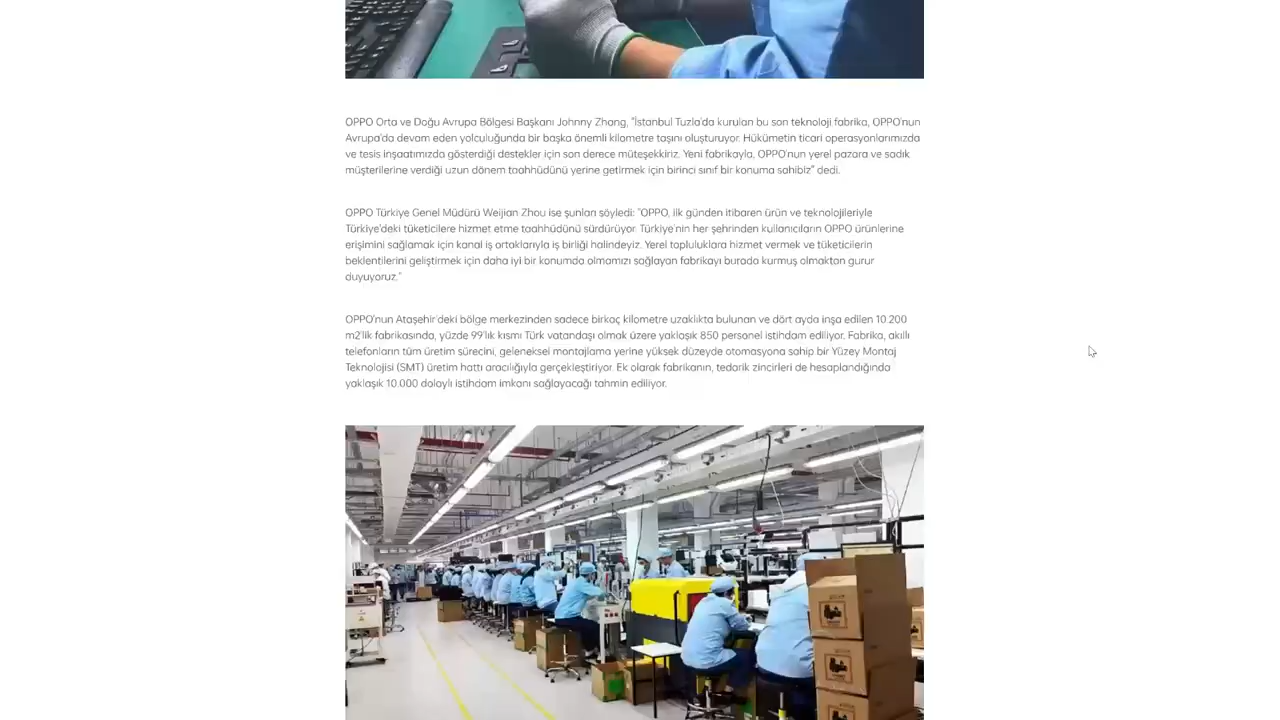 OPPO Orta ve Doğu Avrupa Bölgesi Başkanı Johnny Zhang, "İstanbul Tuzla'da kurulan bu son teknoloji fabrika, OPPO'nun
Avrupa'da devam eden yolculuğunda bir başka önemli kilometre taşını oluşturuyor. Hükümetin ticari operasyonlarımızda
ve tesis inşaatımızda gösterdiği destekler için son derece müteşekkiriz. Yeni fabrikayla, OPPO'nun yerel pazara ve sadık
müşterilerine verdiği uzun dönem taahhüdünü yerine getirmek için birinci sınıf bir konuma sahibiz" dedi.
OPPO Türkiye Genel Müdürü Weijian Zhou ise şunları söyledi: "OPPO, ilk günden itibaren ürün ve teknolojileriyle
Türkiye'deki tüketicilere hizmet etme taahhüdünü sürdürüyor. Türkiye'nin her şehrinden kullanıcıların OPPO ürünlerine
erişimini sağlamak için kanal iş ortaklarıyla iş birliği halindeyiz. Yerel topluluklara hizmet vermek ve tüketicilerin
beklentilerini geliştirmek için daha iyi bir konumda olmamızı sağlayan fabrikayı burada kurmuş olmaktan gurur
duyuyoruz."
OPPO'nun Ataşehir'deki bölge merkezinden sadece birkaç kilometre uzaklıkta bulunan ve dört ayda inşa edilen 10.200
m2'lik fabrikasında, yüzde 99'luk kısmı Türk vatandaşı olmak üzere yaklaşık 850 personel istihdam ediliyor. Fabrika, akıllı
telefonların tüm üretim sürecini, geleneksel montajlama yerine yüksek düzeyde otomasyona sahip bir Yüzey Montaj
Teknolojisi (SMT) üretim hattı aracılığıyla gerçekleştiriyor. Ek olarak fabrikanın, tedarik zincirleri de hesaplandığında
yaklaşık 10.000 dolaylı istihdam imkanı sağlayacağı tahmin ediliyor.